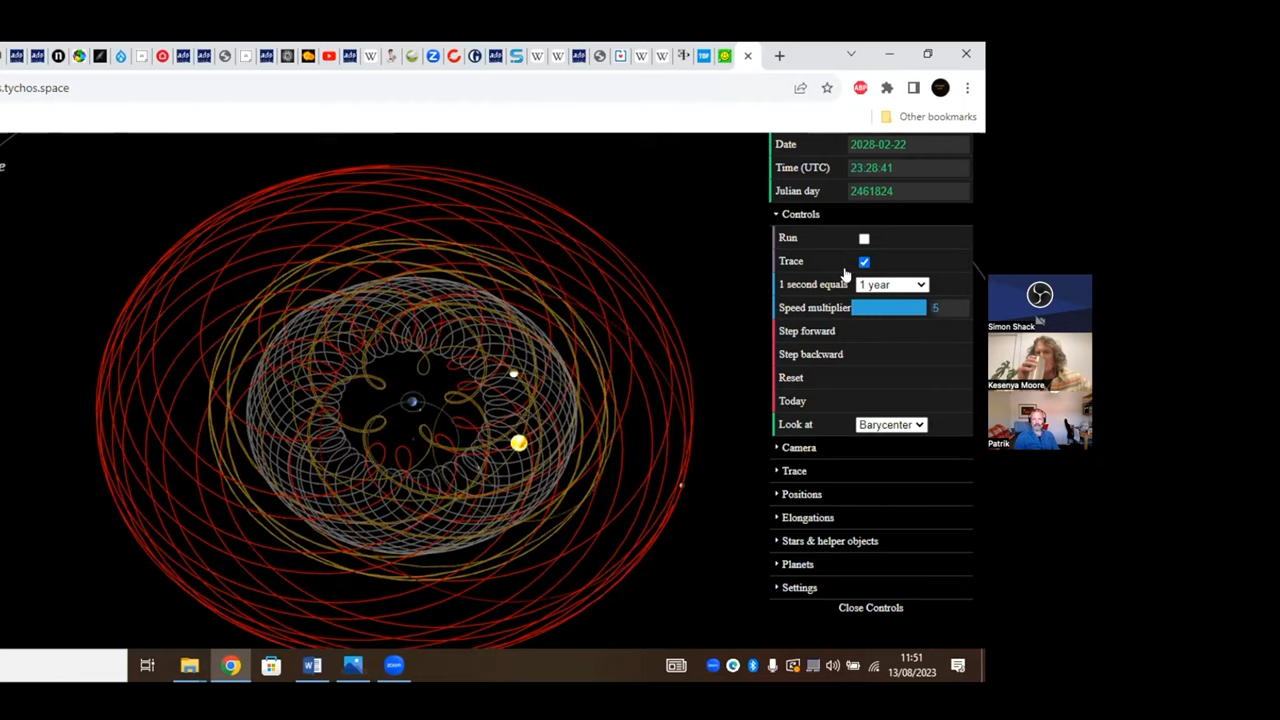 .tychos.space
Other bookmarks
e
Date 2028-02-22
Time (UTC) 23:28:41
Julian day 2461824
Controls
Run
Trace
1 second equals 1 year
Speed multiplier 5
Step forward
Step backward
Reset
Today
Look at Barycenter
Camera
Trace
Positions
Elongations
Stars & helper objects
Planets
Settings
Close Controls
Simon Shack
Kesenya Moore
Patrik
11:51
13/08/2023